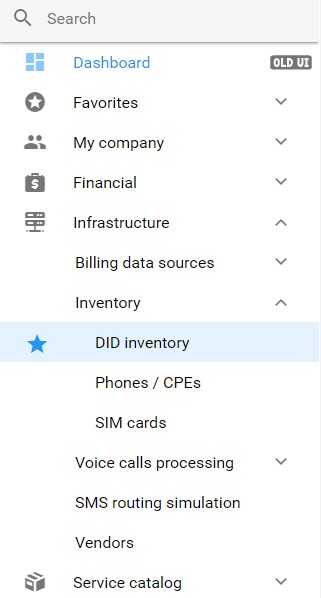 Search
Dashboard OLD UI
Favorites
My company
Financial
Infrastructure
Billing data sources
Inventory
DID inventory
Phones / CPEs
SIM cards
Voice calls processing
SMS routing simulation
Vendors
Service catalog